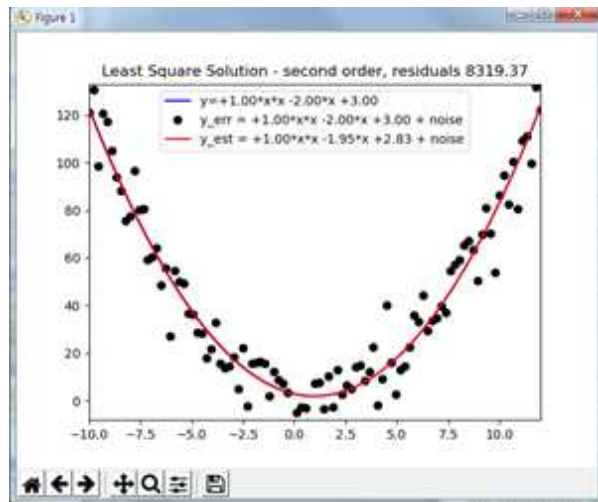 Figure 1
Least Square Solution - second order, residuals 8319.37
y=+1.00*x*x -2.00*x +3.00
y_err = +1.00*x*x -2.00*x +3.00 + noise
y_est = +1.00*x*x -1.95*x +2.83 + noise
120
100
80
60
40
20
0
-10.0 -7.5 -5.0 -2.5 0.0 2.5 5.0 7.5 10.0